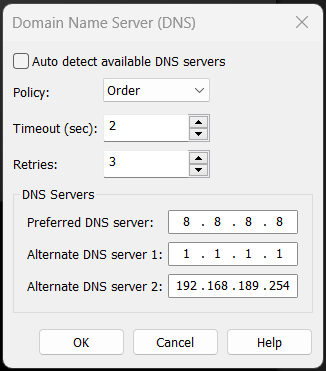 Domain Name Server (DNS)
Auto detect available DNS servers
Policy: Order
Timeout (sec): 2
Retries: 3
DNS Servers
Preferred DNS server: 8 . 8 . 8 . 8
Alternate DNS server 1: 1 . 1 . 1 . 1
Alternate DNS server 2: 192 . 168 . 189 . 254
OK Cancel Help